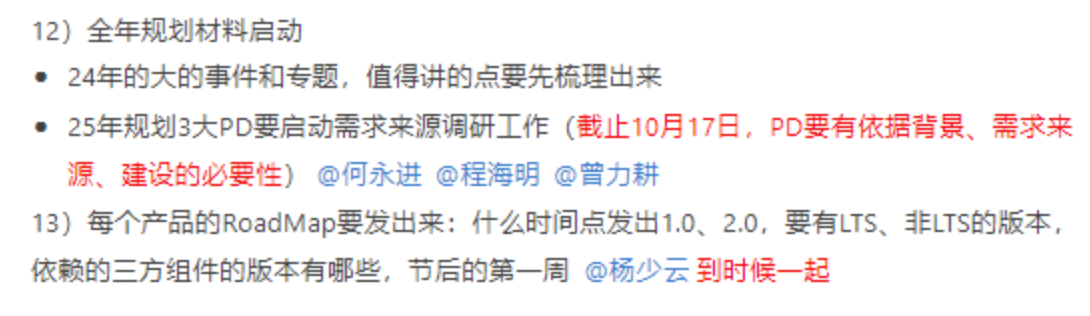 12）全年规划材料启动
● 24年的大的事件和专题，值得讲的点要先梳理出来
● 25年规划3大PD要启动需求来源调研工作（截止10月17日，PD要有依据背景、需求来
源、建设的必要性） @何永进 @程海明 @曾力耕
13）每个产品的RoadMap要发出来：什么时间点发出1.0、2.0，要有LTS、非LTS的版本，
依赖的三方组件的版本有哪些，节后的第一周 @杨少云 到时候一起